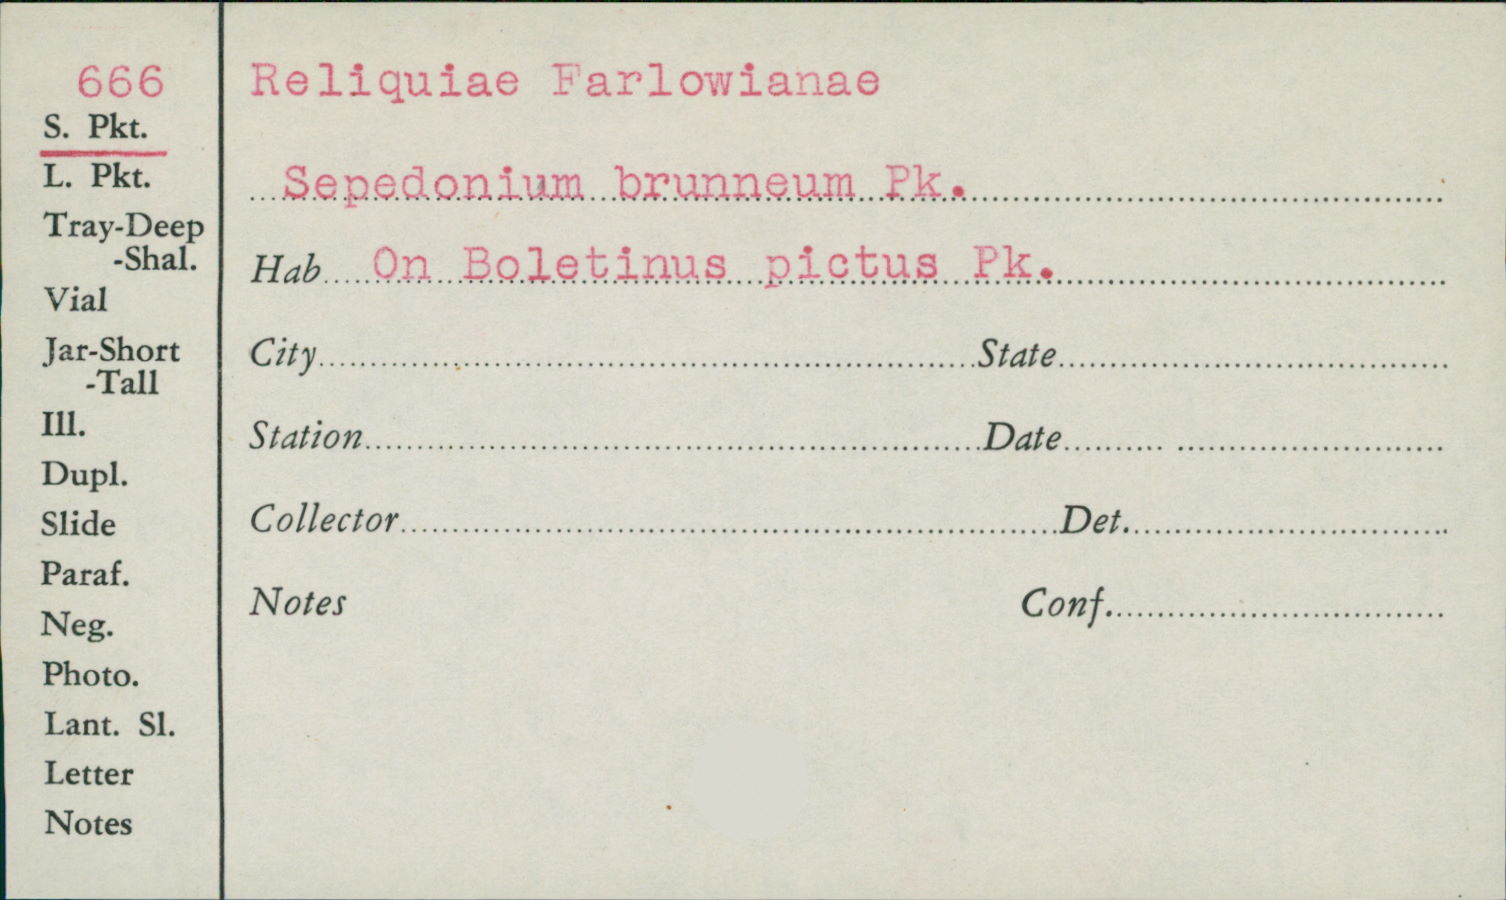 666
S. Pkt.
L. Pkt.
Tray-Deep
-Shal.
Vial
Jar-Short
-Tall
Ill.
Dupl.
Slide
Paraf.
Neg.
Photo.
Lant. Sl.
Letter
Notes
Reliquiae Farlowianae
Sepedonium brunneum Pk.
Hab On Boletinus pictus Pk.
City State
Station Date
Collector Det.
Notes Conf.